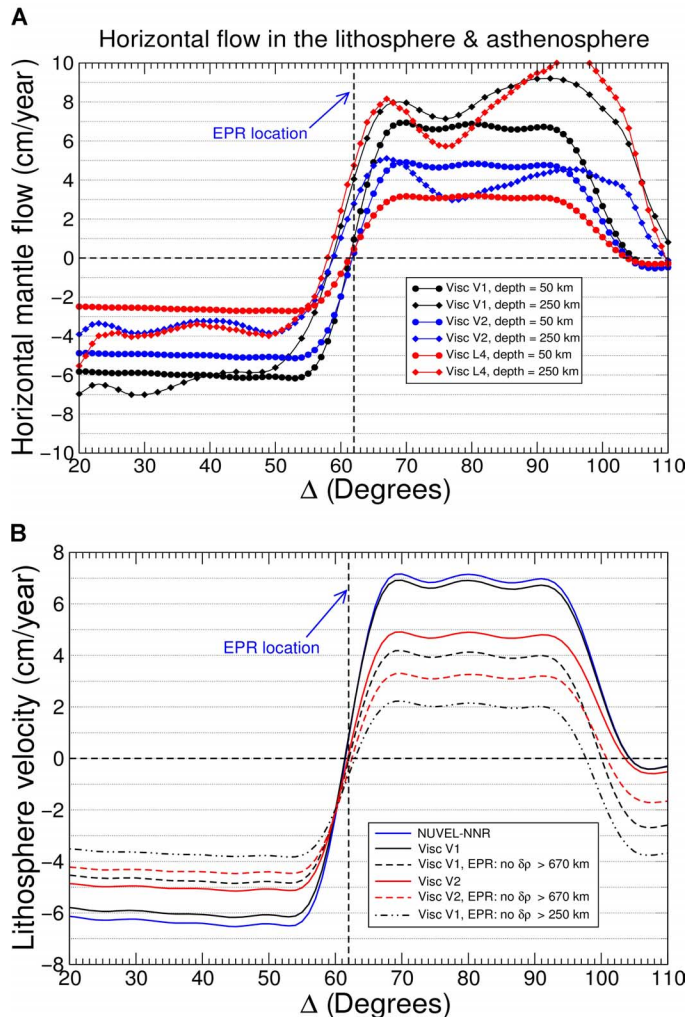 A
Horizontal flow in the lithosphere & asthenosphere
Horizontal mantle flow (cm/year)
10
8
6
4
2
0
−2
−4
−6
−8
−10
EPR location
Visc V1, depth = 50 km
Visc V1, depth = 250 km
Visc V2, depth = 50 km
Visc V2, depth = 250 km
Visc L4, depth = 50 km
Visc L4, depth = 250 km
20 30 40 50 60 70 80 90 100 110
Δ (Degrees)
B
Lithosphere velocity (cm/year)
8
6
4
2
0
−2
−4
−6
−8
EPR location
NUVEL-NNR
Visc V1
Visc V1, EPR: no δρ > 670 km
Visc V2
Visc V2, EPR: no δρ > 670 km
Visc V1, EPR: no δρ > 250 km
20 30 40 50 60 70 80 90 100 110
Δ (Degrees)